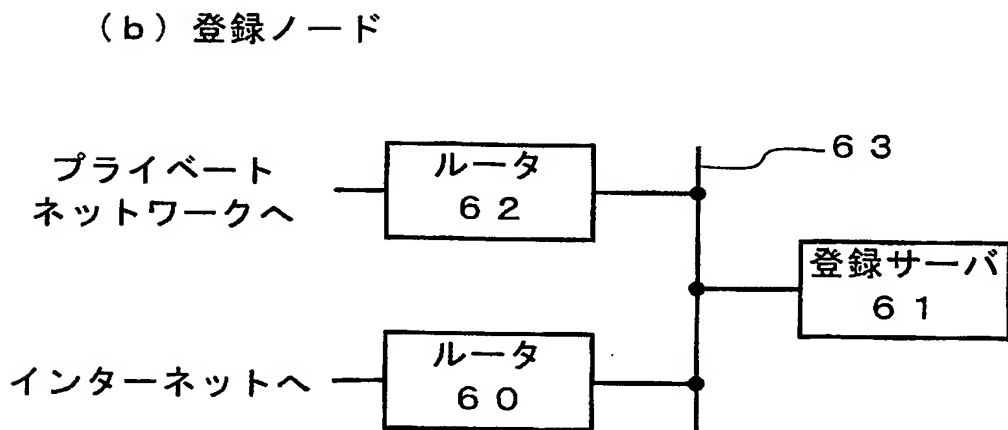 （ｂ）登録ノード
プライベート
ネットワークへ
ルータ
６２
６３
登録サーバ
６１
インターネットへ
ルータ
６０